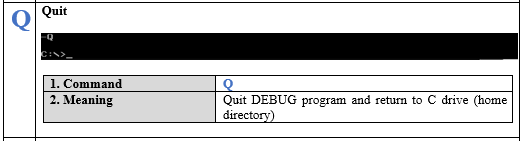 Q
Quit
-Q
C:\>_
1. Command
Q
2. Meaning
Quit DEBUG program and return to C drive (home
directory)